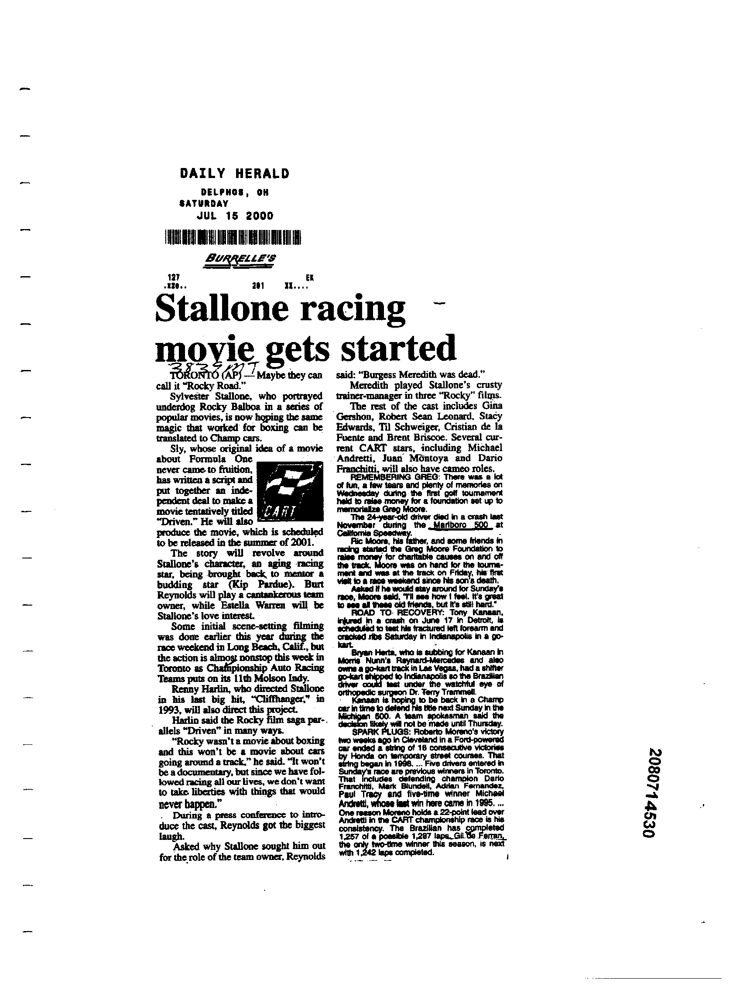 DAILY HERALD
DELPHOS, OH
SATURDAY
JUL 15 2000
BURRELLE'S
127 EK
.xx0.. 201 xx....
Stallone racing
movie gets started
TORONTO (AP) — Maybe they can
call it "Rocky Road."
Sylvester Stallone, who portrayed
underdog Rocky Balboa in a series of
popular movies, is now hoping the same
magic that worked for boxing can be
translated to Champ cars.
Sly, whose original idea of a movie
about Formula One
never came to fruition,
has written a script and
put together an inde-
pendent deal to make a
movie tentatively titled
"Driven." He will also
CART
produce the movie, which is scheduled
to be released in the summer of 2001.
The story will revolve around
Stallone's character, an aging racing
star, being brought back to mentor a
budding star (Kip Pardue). Burt
Reynolds will play a cantankerous team
owner, while Estella Warren will be
Stallone's love interest.
Some initial scene-setting filming
was done earlier this year during the
race weekend in Long Beach, Calif., but
the action is almost nonstop this week in
Toronto as Championship Auto Racing
Teams puts on its 11th Molson Indy.
Renny Harlin, who directed Stallone
in his last big hit, "Cliffhanger," in
1993, will also direct this project.
Harlin said the Rocky film saga par-
allels "Driven" in many ways.
"Rocky wasn't a movie about boxing
and this won't be a movie about cars
going around a track," he said. "It won't
be a documentary, but since we have fol-
lowed racing all our lives, we don't want
to take liberties with things that would
never happen."
During a press conference to intro-
duce the cast, Reynolds got the biggest
laugh.
Asked why Stallone sought him out
for the role of the team owner, Reynolds
said: "Burgess Meredith was dead."
Meredith played Stallone's crusty
trainer-manager in three "Rocky" films.
The rest of the cast includes Gina
Gershon, Robert Sean Leonard, Stacy
Edwards, Til Schweiger, Cristian de la
Fuente and Brent Briscoe. Several cur-
rent CART stars, including Michael
Andretti, Juan Montoya and Dario
Franchitti, will also have cameo roles.
REMEMBERING GREG: There was a lot
of fun, a few tears and plenty of memories on
Wednesday during the first golf tournament
held to raise money for a foundation set up to
memorialize Greg Moore.
The 24-year-old driver died in a crash last
November during the Marlboro 500 at
California Speedway.
Ric Moore, his father, and some friends in
racing started the Greg Moore Foundation to
raise money for charitable causes on and off
the track. Moore was on hand for the tourna-
ment and was at the track on Friday, his first
visit to a race weekend since his son's death.
Asked if he would stay around for Sunday's
race, Moore said, "I'll see how I feel. It's great
to see all these old friends, but it's still hard."
ROAD TO RECOVERY: Tony Kanaan,
injured in a crash on June 17 in Detroit, is
scheduled to test his fractured left forearm and
cracked ribs Saturday in Indianapolis in a go-
kart.
Bryan Herta, who is subbing for Kanaan in
Morris Nunn's Reynard-Mercedes and also
owns a go-kart track in Las Vegas, had a shifter
go-kart shipped to Indianapolis so the Brazilian
driver could test under the watchful eye of
orthopedic surgeon Dr. Terry Trammell.
Kanaan is hoping to be back in a Champ
car in time to defend his title next Sunday in the
Michigan 500. A team spokesman said the
decision likely will not be made until Thursday.
SPARK PLUGS: Roberto Moreno's victory
two weeks ago in Cleveland in a Ford-powered
car ended a string of 16 consecutive victories
by Honda on temporary street courses. That
string began in 1998. ... Five drivers entered in
Sunday's race are previous winners in Toronto.
That includes defending champion Dario
Franchitti, Mark Blundell, Adrian Fernandez,
Paul Tracy and five-time winner Michael
Andretti, whose last win here came in 1995. ...
One reason Moreno holds a 22-point lead over
Andretti in the CART championship race is his
consistency. The Brazilian has completed
1,257 of a possible 1,297 laps. Gil de Ferran,
the only two-time winner this season, is next
with 1,242 laps completed.
2080714530